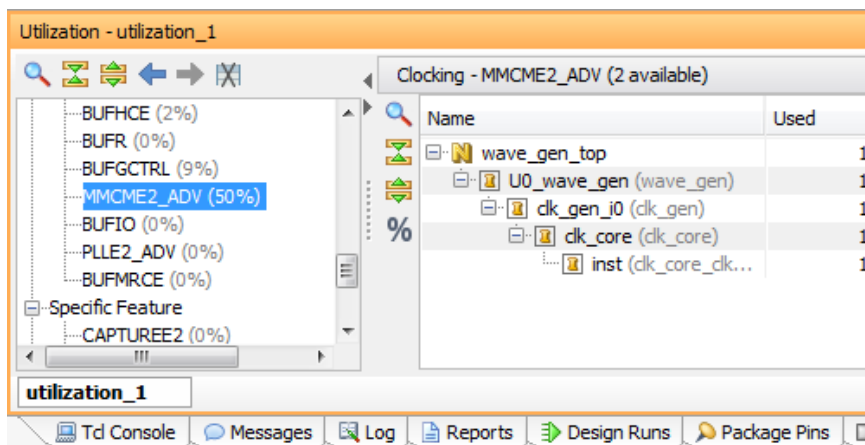 Utilization - utilization_1
Clocking - MMCME2_ADV (2 available)
BUFHCE (2%)
BUFR (0%)
BUFGCTRL (9%)
MMCME2_ADV (50%)
BUFIO (0%)
PLLE2_ADV (0%)
BUFMRCE (0%)
Specific Feature
CAPTUREE2 (0%)
%
Name Used
wave_gen_top 1
U0_wave_gen (wave_gen) 1
clk_gen_i0 (clk_gen) 1
clk_core (clk_core) 1
inst (clk_core_clk... 1
utilization_1
Tcl Console Messages Log Reports Design Runs Package Pins